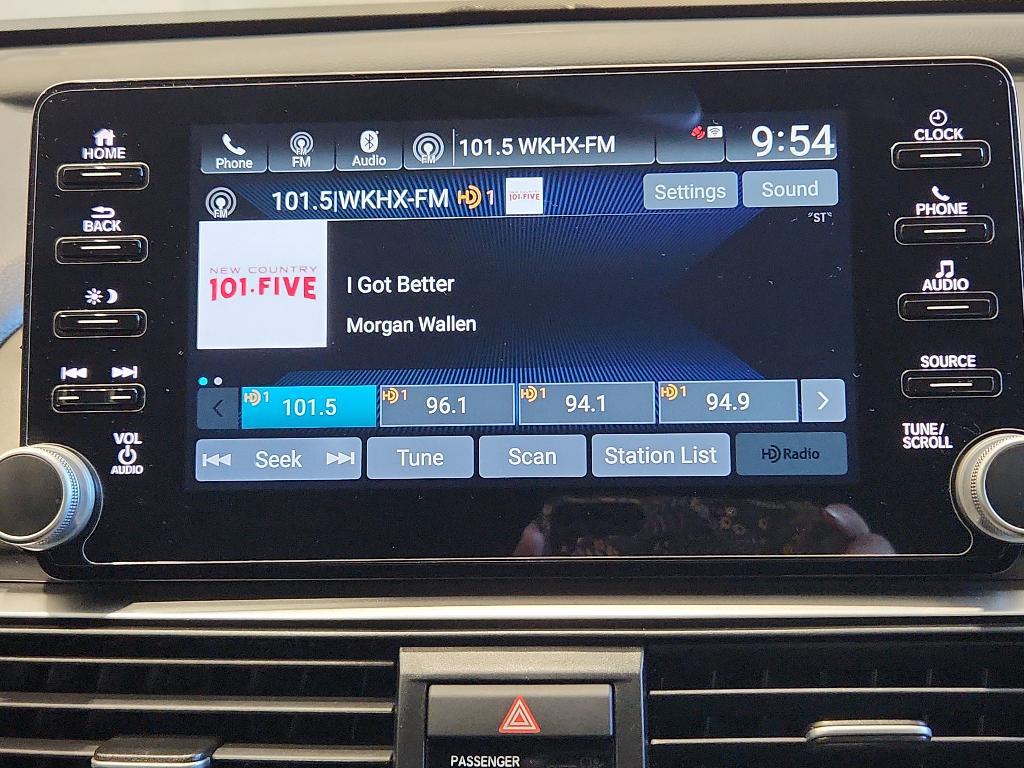 HOME
BACK
VOL
AUDIO
Phone
FM
Audio
FM
101.5 WKHX-FM
9:54
FM
101.5|WKHX-FM HD 1
101.FIVE
Settings
Sound
"ST"
NEW COUNTRY
101.FIVE
I Got Better
Morgan Wallen
HD 1 101.5
HD 1 96.1
HD 1 94.1
HD 1 94.9
Seek
Tune
Scan
Station List
HD Radio
CLOCK
PHONE
AUDIO
SOURCE
TUNE/
SCROLL
PASSENGER